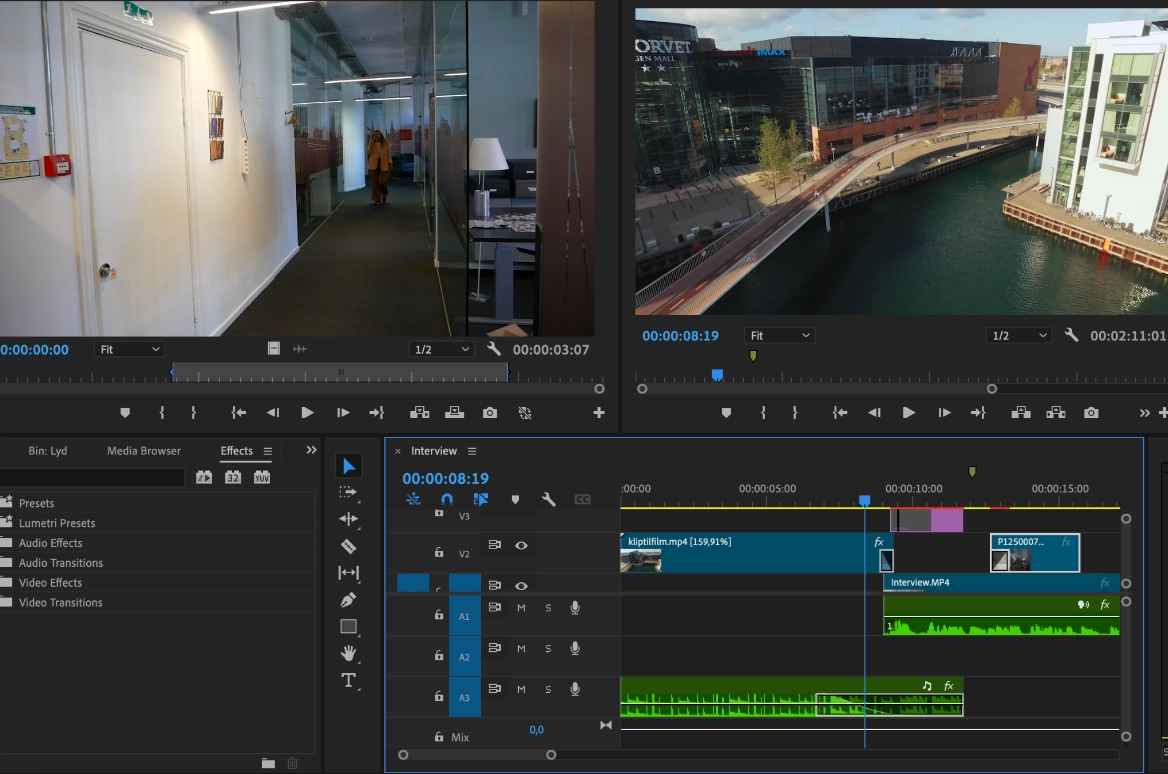 ORVET
GEN MALL
IMAX
B
0:00:00:00
Fit
1/2
00:00:03:07
00:00:08:19
Fit
1/2
00:02:11:01
Bin: Lyd
Media Browser
Effects
32
YUV
Presets
Lumetri Presets
Audio Effects
Audio Transitions
Video Effects
Video Transitions
T
× Interview
00:00:08:19
CC
:00:00
00:00:05:00
00:00:10:00
00:00:15:00
V3
V2
kliptilfilm.mp4 [159,91%]
fx
P1250007...
fx
Interview.MP4
fx
A1
M
S
fx
1
A2
M
S
A3
M
S
fx
Mix
0,0